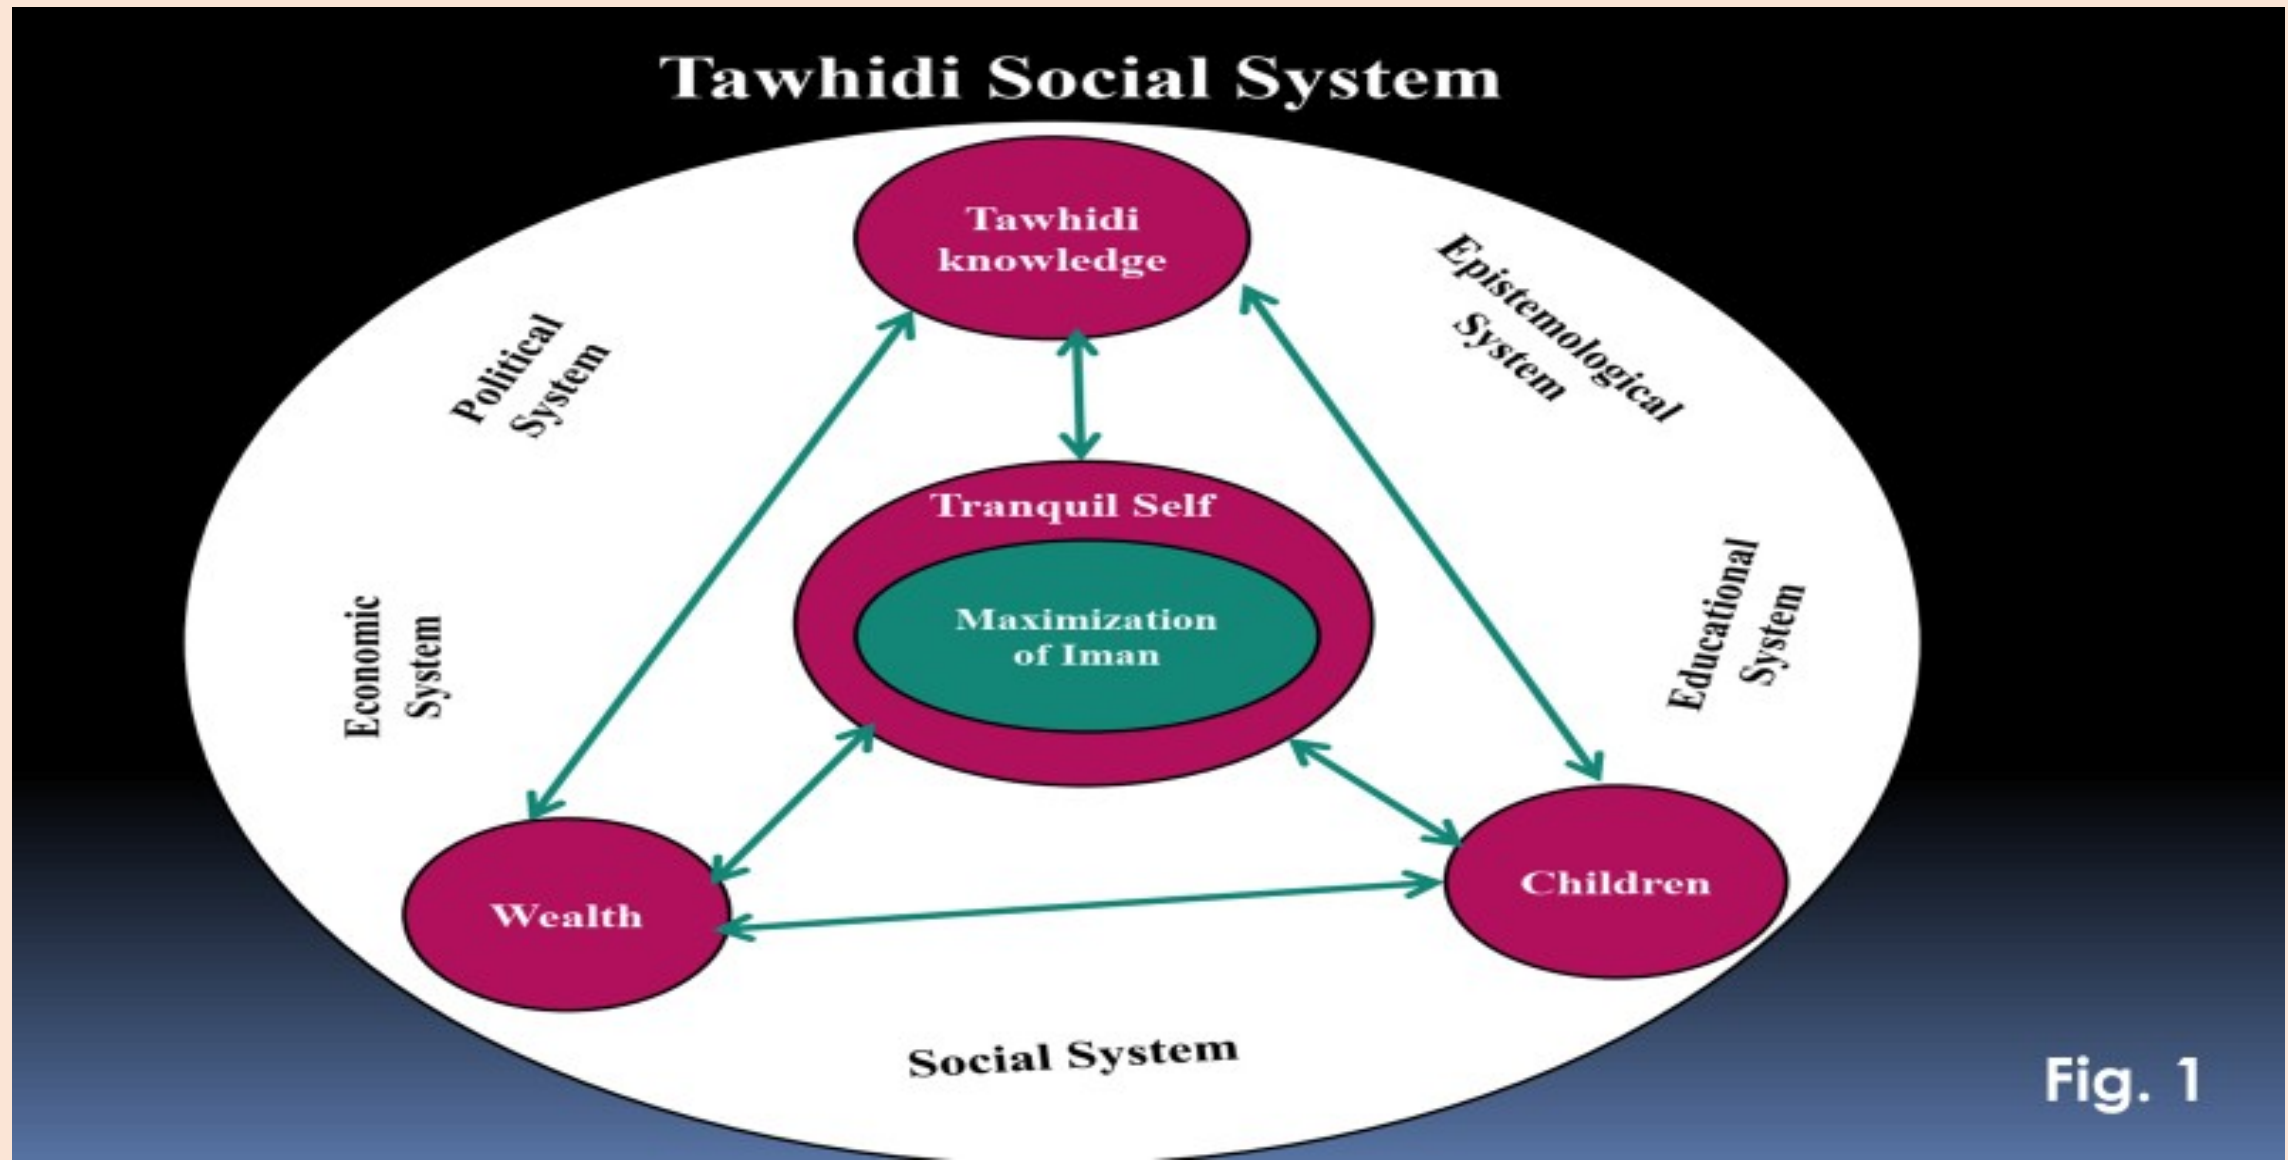 Tawhidi Social System
Tawhidi
knowledge
Political
System
Epistemological
System
Tranquil Self
Maximization
of Iman
Economic
System
Educational
System
Wealth
Children
Social System
Fig. 1